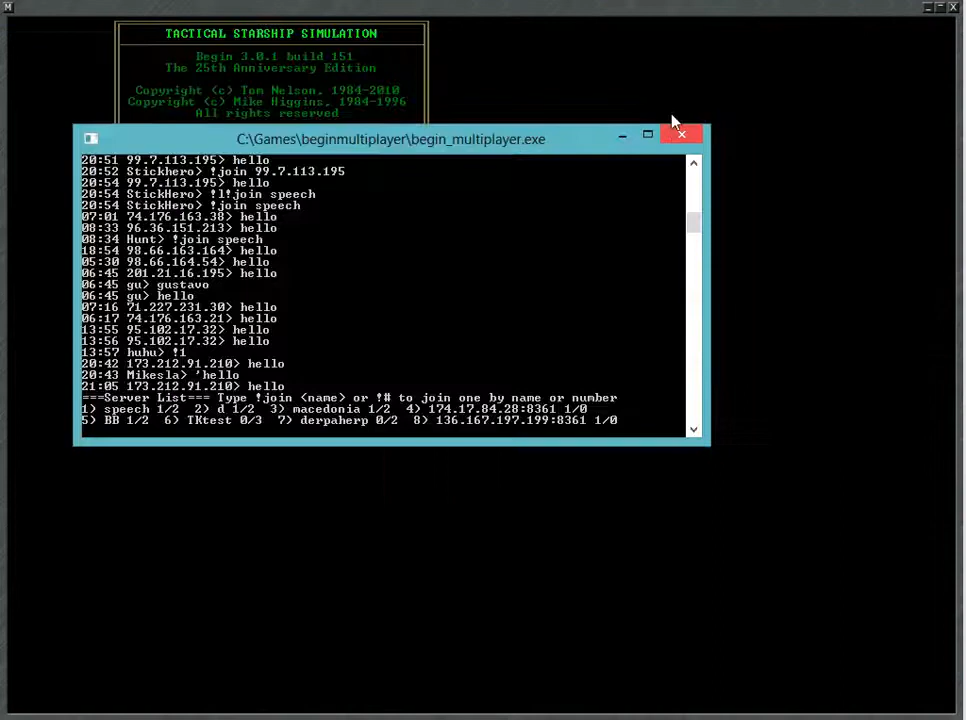 M
TACTICAL STARSHIP SIMULATION
Begin 3.0.1 build 151
The 25th Anniversary Edition
Copyright (c) Tom Nelson, 1984-2010
Copyright (c) Mike Higgins, 1984-1996
All rights reserved
C:\Games\beginmultiplayer\begin_multiplayer.exe
20:51 99.7.113.195> hello
20:52 Stickhero> !join 99.7.113.195
20:54 99.7.113.195> hello
20:54 StickHero> !l!join speech
20:54 StickHero> !join speech
07:01 74.176.163.38> hello
08:33 96.36.151.213> hello
08:34 Hunt> !join speech
18:54 98.66.163.164> hello
05:30 98.66.164.54> hello
06:45 201.21.16.195> hello
06:45 gu> gustavo
06:45 gu> hello
07:16 71.227.231.30> hello
06:17 74.176.163.21> hello
13:55 95.102.17.32> hello
13:56 95.102.17.32> hello
13:57 huhu> !1
20:42 173.212.91.210> hello
20:43 Mikesla> 'hello
21:05 173.212.91.210> hello
===Server List=== Type !join <name> or !# to join one by name or number
1) speech 1/2  2) d 1/2  3) macedonia 1/2  4) 174.17.84.28:8361 1/0
5) BB 1/2  6) TKtest 0/3  7) derpaherp 0/2  8) 136.167.197.199:8361 1/0